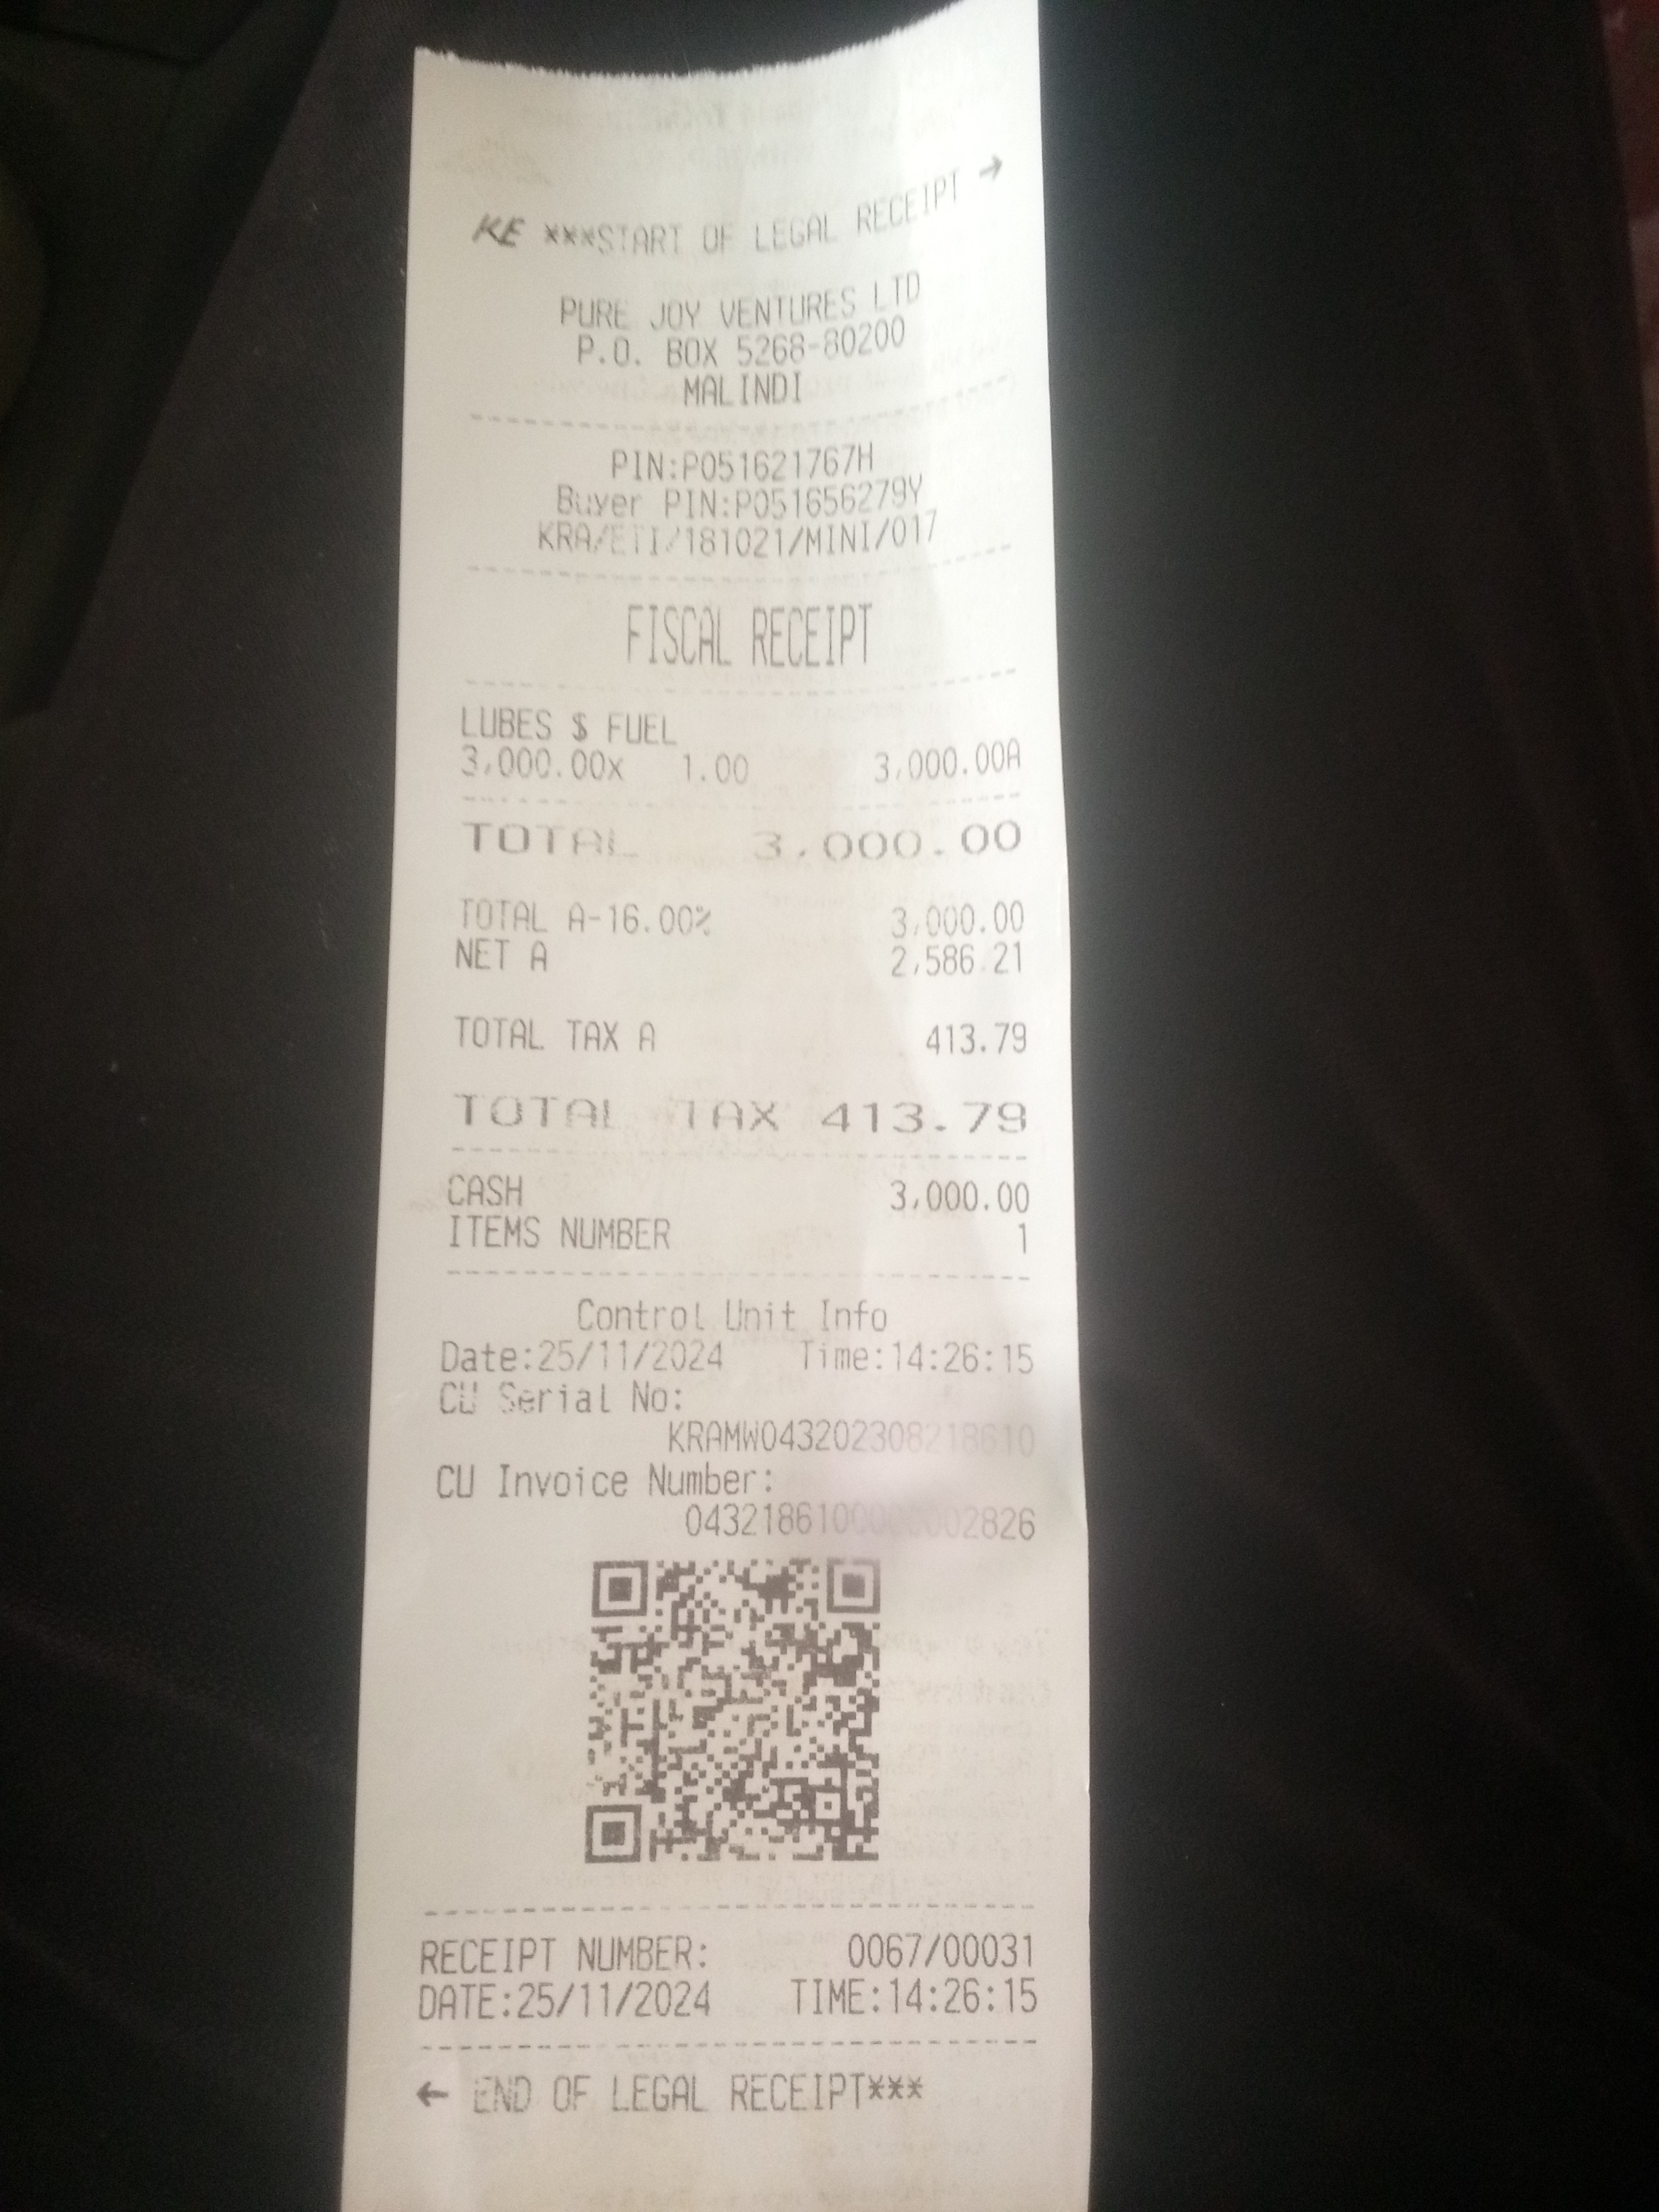 KE ***START OF LEGAL RECEIPT →
PURE JOY VENTURES LTD
P.O. BOX 5268-80200
MALINDI
PIN:P051621767H
Buyer PIN:P051656279Y
KRA/ETI/181021/MINI/017
FISCAL RECEIPT
LUBES $ FUEL
3,000.00x 1.00 3,000.00A
TOTAL 3,000.00
TOTAL A-16.00% 3,000.00
NET A 2,586.21
TOTAL TAX A 413.79
TOTAL TAX 413.79
CASH 3,000.00
ITEMS NUMBER 1
Control Unit Info
Date:25/11/2024 Time:14:26:15
CU Serial No:
KRAMW043202308218610
CU Invoice Number:
0432186100000002826
RECEIPT NUMBER: 0067/00031
DATE:25/11/2024 TIME:14:26:15
← END OF LEGAL RECEIPT***